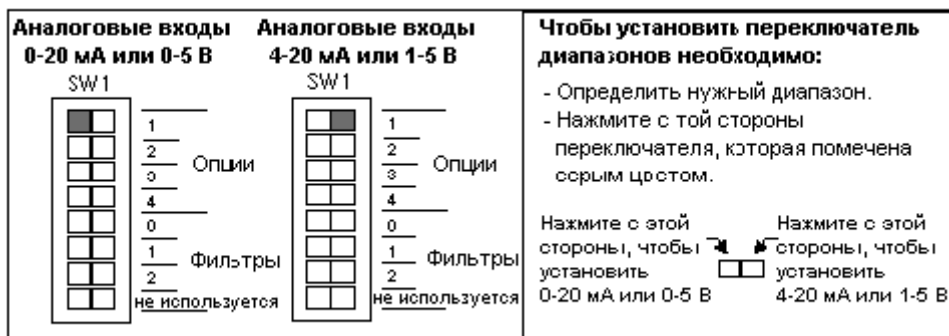 Аналоговые входы
0-20 мА или 0-5 В
SW1
1
2
3
4
Опции
0
1
2
Фильтры
не используется
Аналоговые входы
4-20 мА или 1-5 В
SW1
1
2
3
4
Опции
0
1
2
Фильтры
не используется
Чтобы установить переключатель
диапазонов необходимо:
- Определить нужный диапазон.
- Нажмите с той стороны
переключателя, которая помечена
серым цветом.
Нажмите с этой
стороны, чтобы
установить
0-20 мА или 0-5 В
Нажмите с этой
стороны, чтобы
установить
4-20 мА или 1-5 В